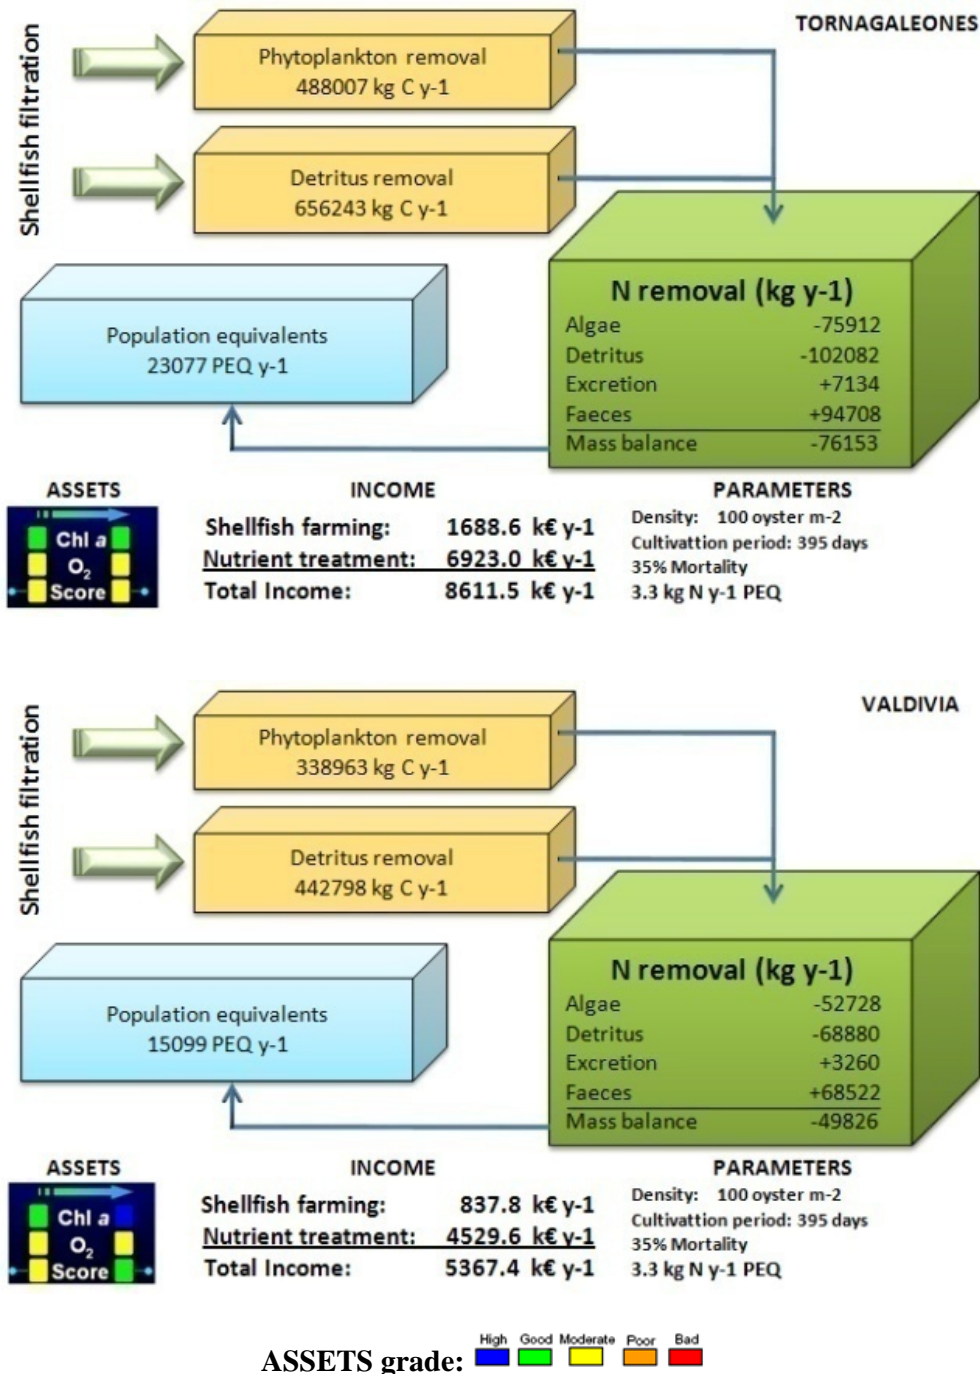 TORNAGALEONES
Shellfish filtration
Phytoplankton removal
488007 kg C y-1
Detritus removal
656243 kg C y-1
Population equivalents
23077 PEQ y-1
N removal (kg y-1)
Algae -75912
Detritus -102082
Excretion +7134
Faeces +94708
Mass balance -76153
ASSETS
Chl a
O2
Score
INCOME
Shellfish farming: 1688.6 k€ y-1
Nutrient treatment: 6923.0 k€ y-1
Total Income: 8611.5 k€ y-1
PARAMETERS
Density: 100 oyster m-2
Cultivattion period: 395 days
35% Mortality
3.3 kg N y-1 PEQ
VALDIVIA
Shellfish filtration
Phytoplankton removal
338963 kg C y-1
Detritus removal
442798 kg C y-1
Population equivalents
15099 PEQ y-1
N removal (kg y-1)
Algae -52728
Detritus -68880
Excretion +3260
Faeces +68522
Mass balance -49826
ASSETS
Chl a
O2
Score
INCOME
Shellfish farming: 837.8 k€ y-1
Nutrient treatment: 4529.6 k€ y-1
Total Income: 5367.4 k€ y-1
PARAMETERS
Density: 100 oyster m-2
Cultivattion period: 395 days
35% Mortality
3.3 kg N y-1 PEQ
High Good Moderate Poor Bad
ASSETS grade: